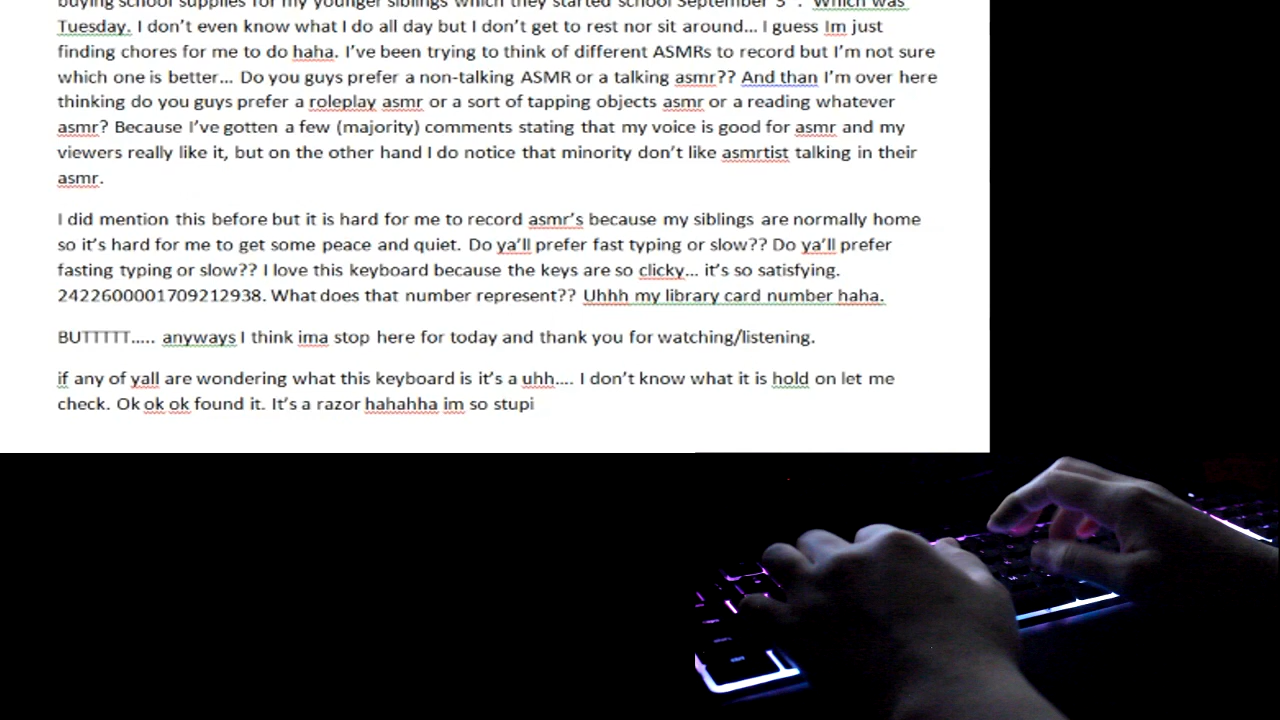 buying school supplies for my younger siblings which they started school September 3 . Which was
Tuesday. I don't even know what I do all day but I don't get to rest nor sit around... I guess Im just
finding chores for me to do haha. I've been trying to think of different ASMRs to record but I'm not sure
which one is better... Do you guys prefer a non-talking ASMR or a talking asmr?? And than I'm over here
thinking do you guys prefer a roleplay asmr or a sort of tapping objects asmr or a reading whatever
asmr? Because I've gotten a few (majority) comments stating that my voice is good for asmr and my
viewers really like it, but on the other hand I do notice that minority don't like asmrtist talking in their
asmr.
I did mention this before but it is hard for me to record asmr's because my siblings are normally home
so it's hard for me to get some peace and quiet. Do ya'll prefer fast typing or slow?? Do ya'll prefer
fasting typing or slow?? I love this keyboard because the keys are so clicky... it's so satisfying.
2422600001709212938. What does that number represent?? Uhhh my library card number haha.
BUTTTTT..... anyways I think ima stop here for today and thank you for watching/listening.
if any of yall are wondering what this keyboard is it's a uhh.... I don't know what it is hold on let me
check. Ok ok ok found it. It's a razor hahahha im so stupi